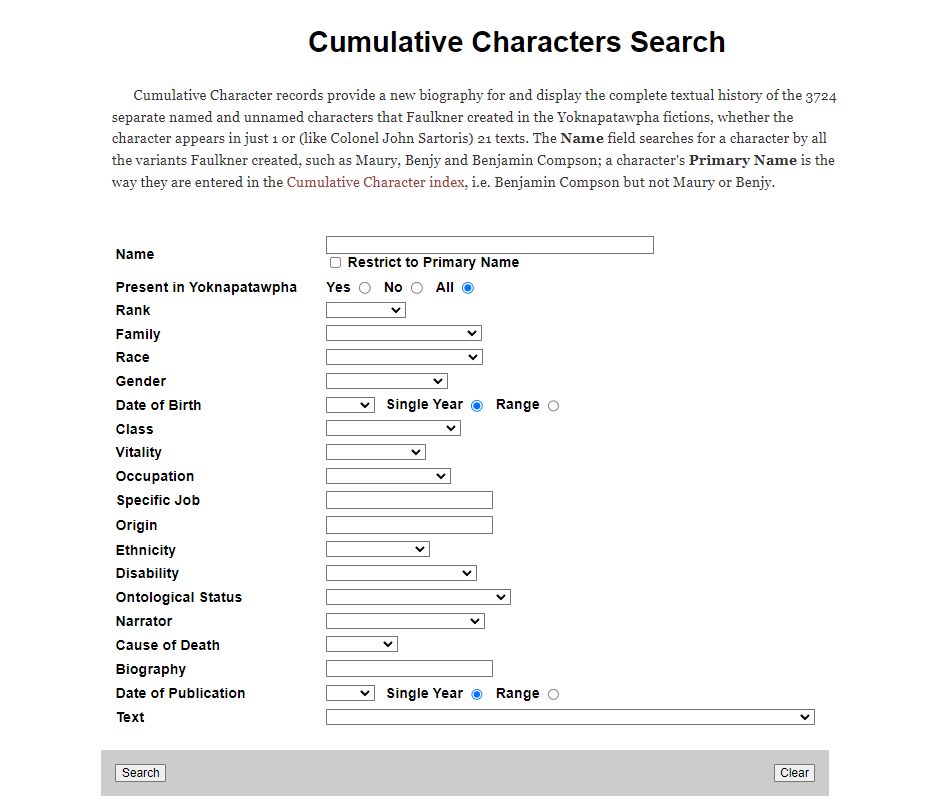 Cumulative Characters Search
Cumulative Character records provide a new biography for and display the complete textual history of the 3724
separate named and unnamed characters that Faulkner created in the Yoknapatawpha fictions, whether the
character appears in just 1 or (like Colonel John Sartoris) 21 texts. The Name field searches for a character by all
the variants Faulkner created, such as Maury, Benjy and Benjamin Compson; a character's Primary Name is the
way they are entered in the Cumulative Character index, i.e. Benjamin Compson but not Maury or Benjy.
Name
Restrict to Primary Name
Present in Yoknapatawpha Yes No All
Rank
Family
Race
Gender
Date of Birth Single Year Range
Class
Vitality
Occupation
Specific Job
Origin
Ethnicity
Disability
Ontological Status
Narrator
Cause of Death
Biography
Date of Publication Single Year Range
Text
Search Clear